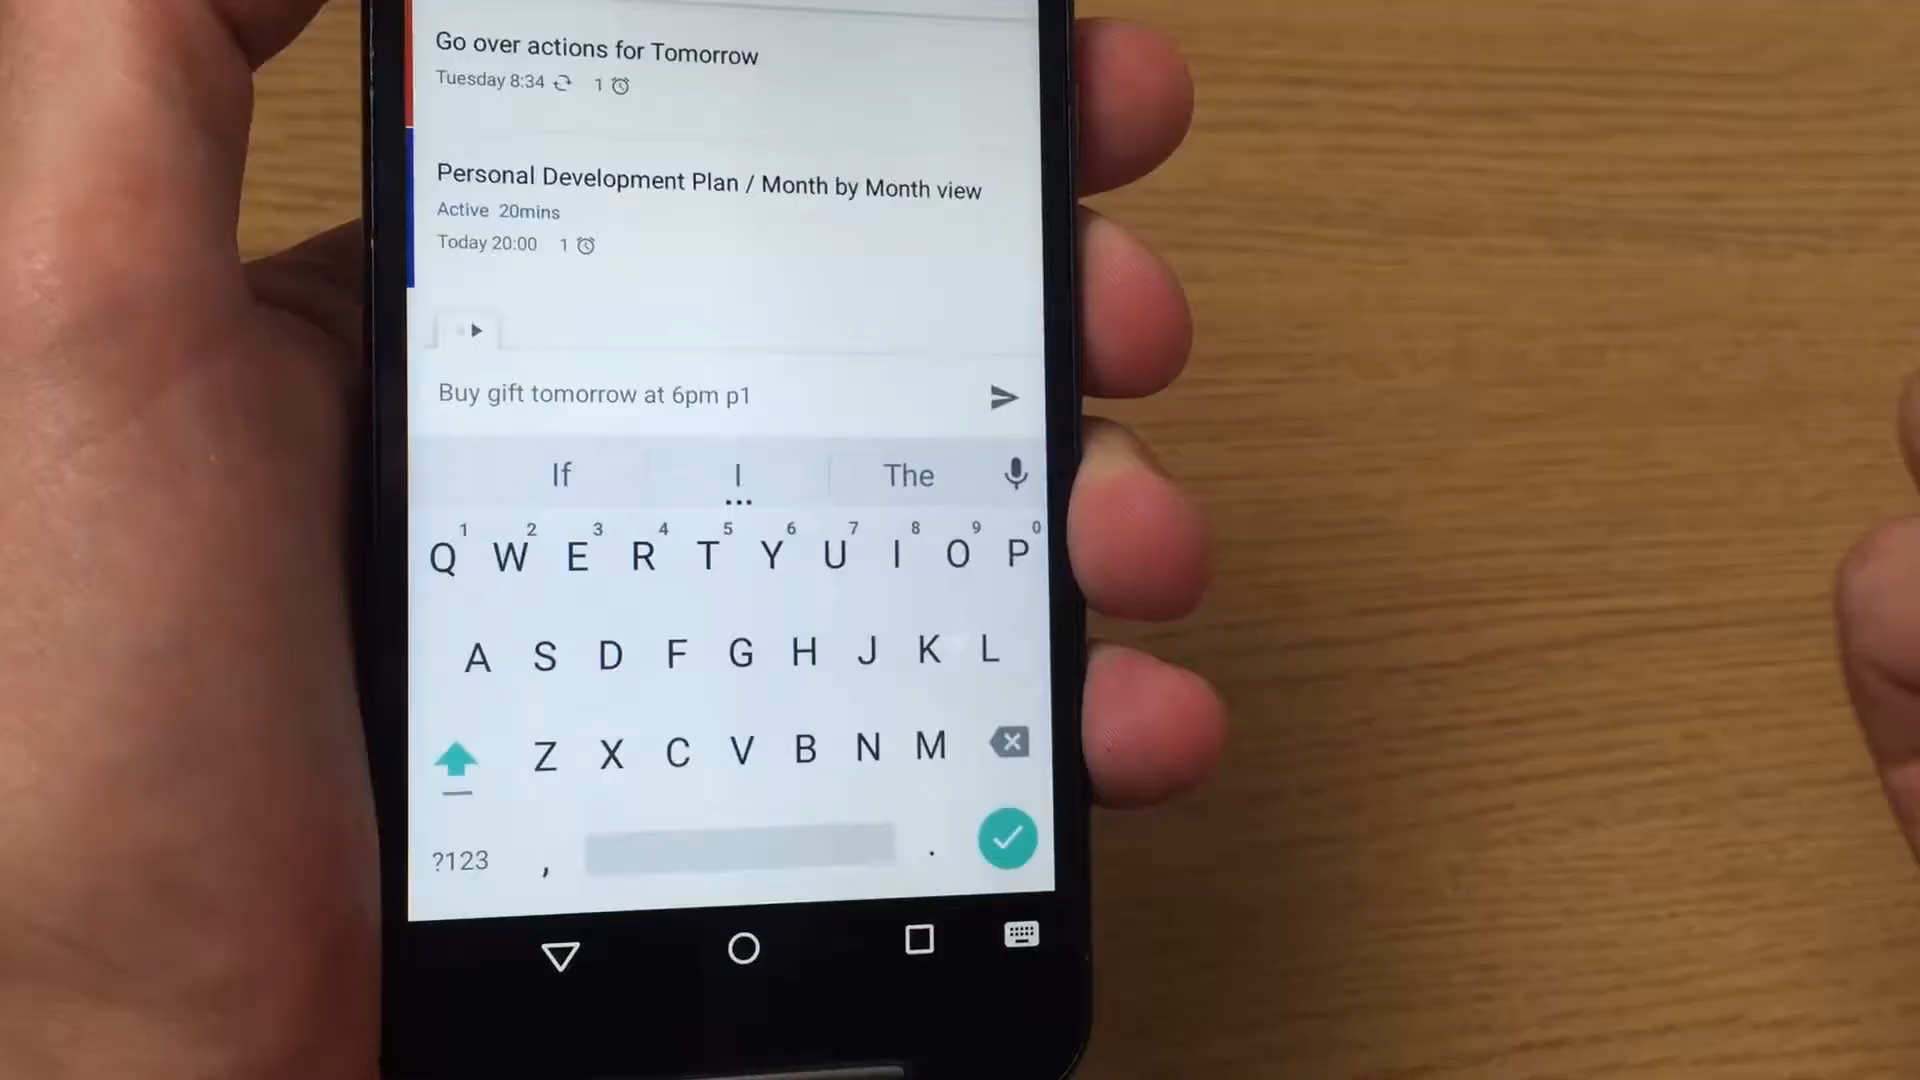 Go over actions for Tomorrow
Tuesday 8:34 1
Personal Development Plan / Month by Month view
Active 20mins
Today 20:00 1
Buy gift tomorrow at 6pm p1
If I The
1 2 3 4 5 6 7 8 9 0
Q W E R T Y U I O P
A S D F G H J K L
Z X C V B N M
?123 , .